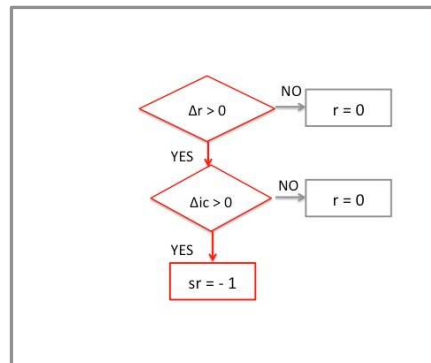 Δr > 0
NO
r = 0
YES
Δic > 0
NO
r = 0
YES
sr = - 1